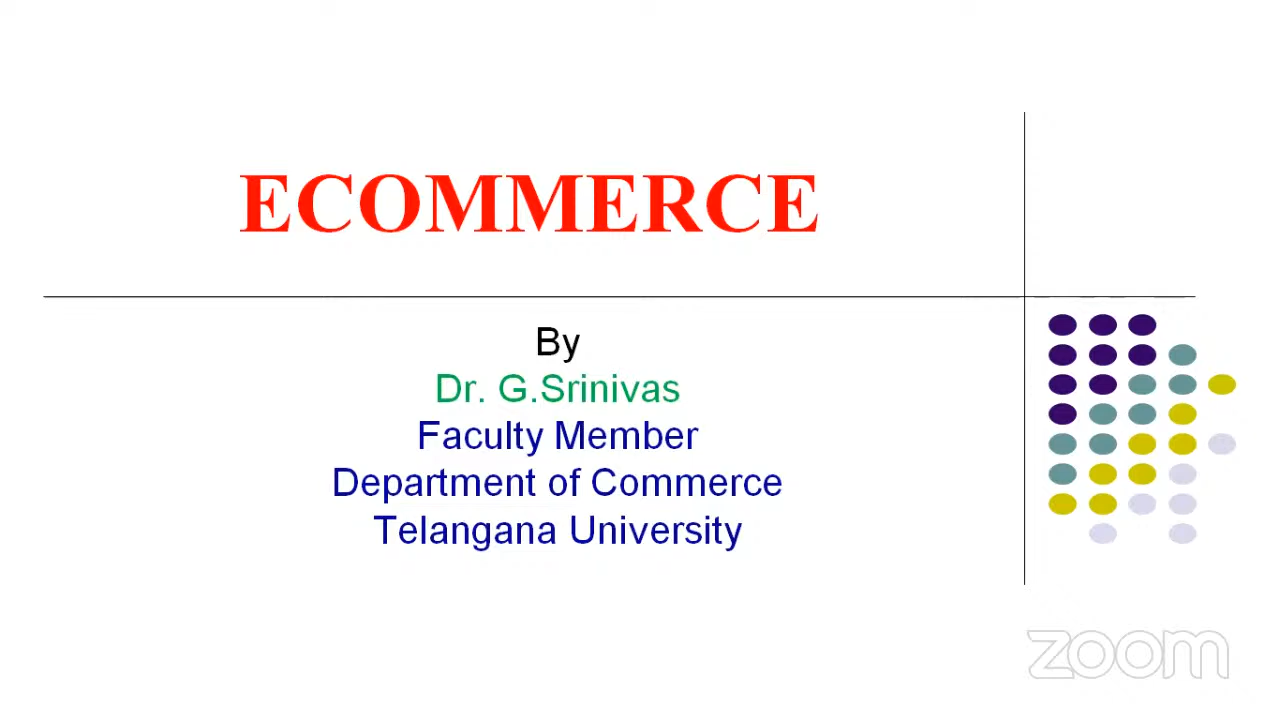 ECOMMERCE
By
Dr. G.Srinivas
Faculty Member
Department of Commerce
Telangana University
zoom